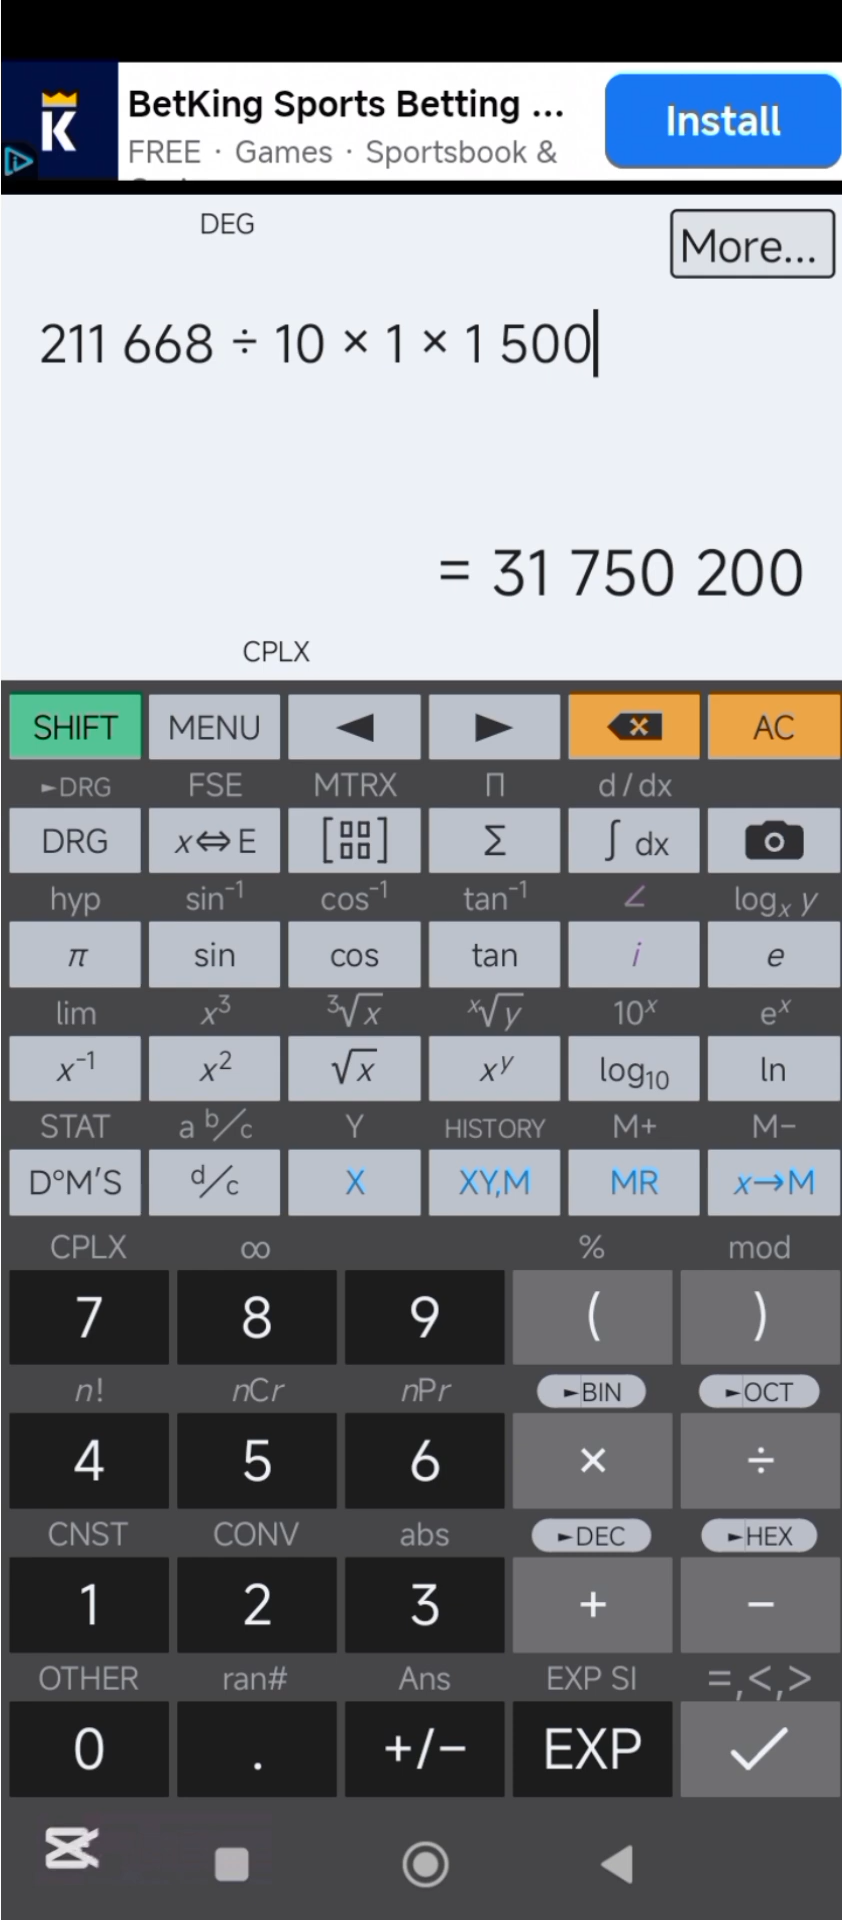 BetKing Sports Betting ...
FREE · Games · Sportsbook &
Install
K
DEG
More...
211 668 ÷ 10 × 1 × 1 500
= 31 750 200
CPLX
SHIFT MENU ◄ ► AC
►DRG FSE MTRX Π d/dx
DRG x⇔E [ ] Σ ∫ dx
hyp sin⁻¹ cos⁻¹ tan⁻¹ ∠ logₓ y
π sin cos tan i e
lim x³ ³√x ˣ√y 10ˣ eˣ
x⁻¹ x² √x xʸ log₁₀ ln
STAT a b/c Y HISTORY M+ M−
D°M′S d/c X XY,M MR x→M
CPLX ∞ % mod
7 8 9 ( )
n! nCr nPr ►BIN ►OCT
4 5 6 × ÷
CNST CONV abs ►DEC ►HEX
1 2 3 + −
OTHER ran# Ans EXP SI =,<,>
0 . +/− EXP ✓